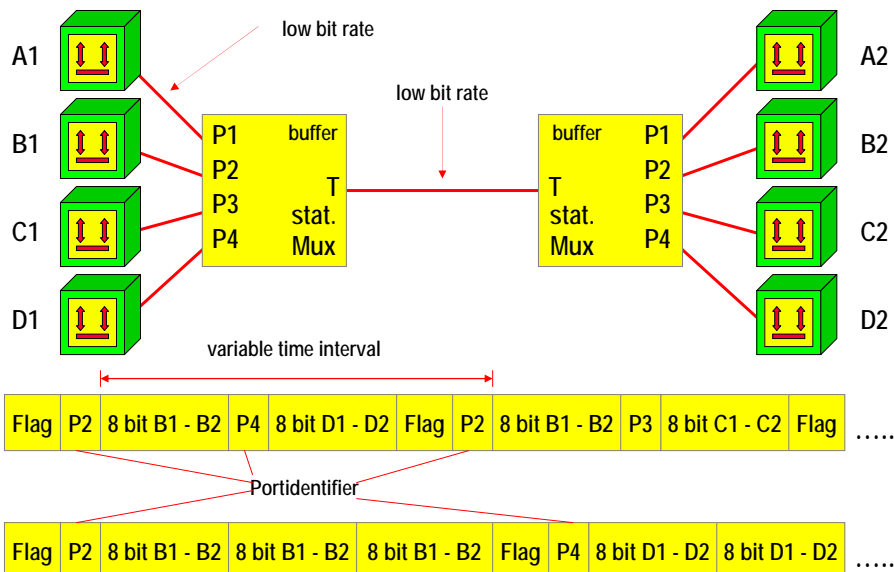 A1
low bit rate
A2
low bit rate
B1
P1
buffer
buffer
P1
B2
P2
P2
T
T
C1
P3
stat.
stat.
P3
C2
P4
Mux
Mux
P4
D1
D2
variable time interval
Flag P2 8 bit B1 - B2 P4 8 bit D1 - D2 Flag P2 8 bit B1 - B2 P3 8 bit C1 - C2 Flag .....
Portidentifier
Flag P2 8 bit B1 - B2 8 bit B1 - B2 8 bit B1 - B2 Flag P4 8 bit D1 - D2 8 bit D1 - D2 .....